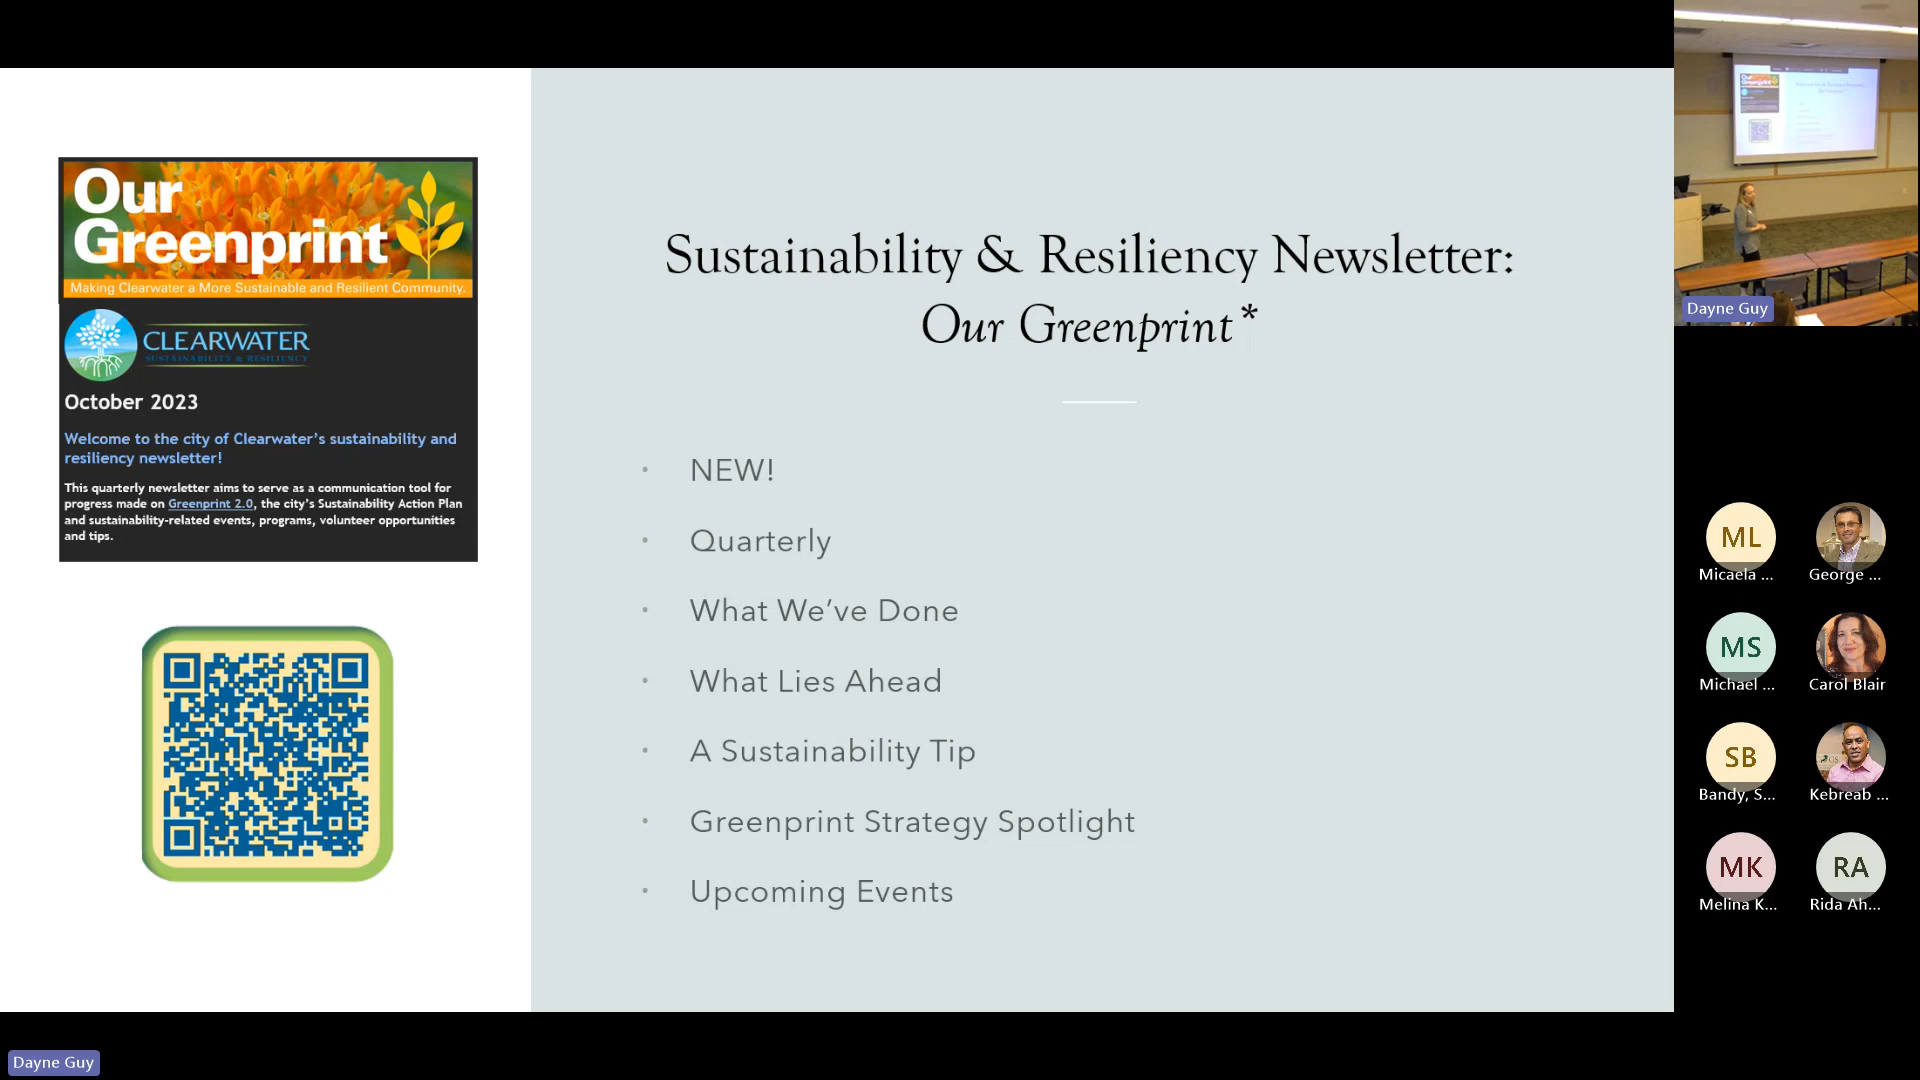 Our
Greenprint
Making Clearwater a More Sustainable and Resilient Community.
CLEARWATER
SUSTAINABILITY & RESILIENCY
October 2023
Welcome to the city of Clearwater's sustainability and
resiliency newsletter!
This quarterly newsletter aims to serve as a communication tool for
progress made on Greenprint 2.0, the city's Sustainability Action Plan
and sustainability-related events, programs, volunteer opportunities
and tips.
Sustainability & Resiliency Newsletter:
Our Greenprint*
• NEW!
• Quarterly
• What We've Done
• What Lies Ahead
• A Sustainability Tip
• Greenprint Strategy Spotlight
• Upcoming Events
Our
Greenprint
Dayne Guy
ML
Micaela ...
George ...
MS
Michael ...
Carol Blair
SB
Bandy, S...
Kebreab ...
MK
Melina K...
RA
Rida Ah...
Dayne Guy